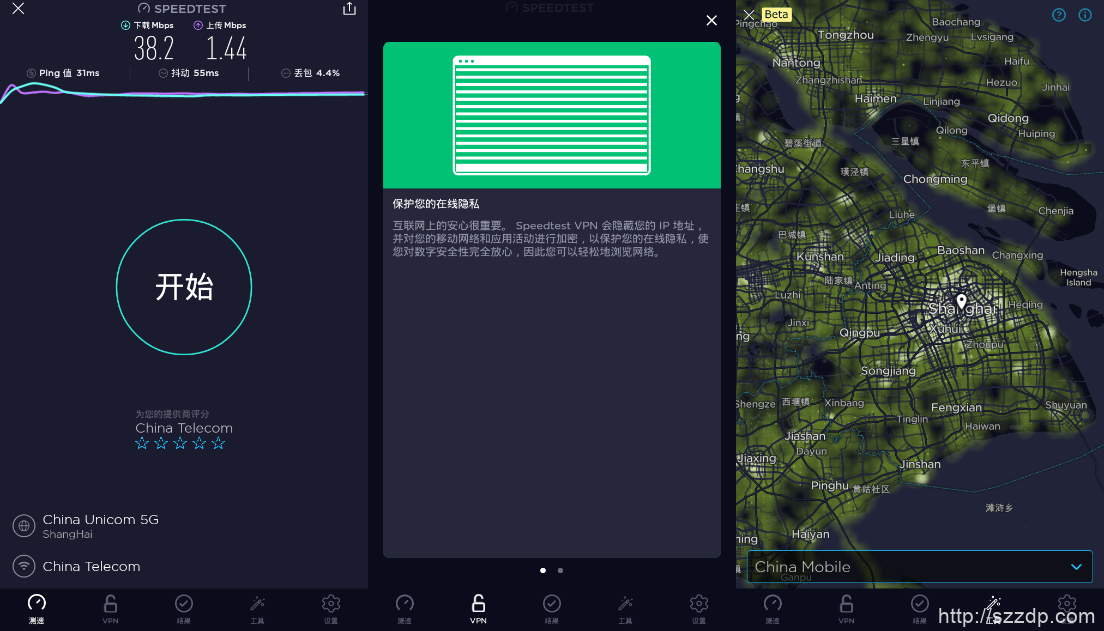 SPEEDTEST
下载 Mbps
上传 Mbps
38.2
1.44
Ping 值 31ms
抖动 55ms
丢包 4.4%
开始
为您的提供商评分
China Telecom
China Unicom 5G
ShangHai
China Telecom
测速
VPN
结果
工具
设置
SPEEDTEST
保护您的在线隐私
互联网上的安心很重要。 Speedtest VPN 会隐藏您的 IP 地址，
并对您的移动网络和应用活动进行加密，以保护您的在线隐私，使
您对数字安全性完全放心，因此您可以轻松地浏览网络。
测速
VPN
结果
工具
设置
Beta
Pingchao
Baochang
Tongzhou
Zhengyu
Lvsigang
Nantong
Haifu
Zhangzhishan
Hezuo
Jinhai
Haimen
Linjiang
Qidong
Qilong
Huiping
碧溪街道
三星镇
东平镇
hangshu
璜泾镇
Chongming
Liuhe
堡镇
Chenjia
巴城镇
Kunshan
Jiading
Baoshan
Changxing
Hengsha
Island
陆家镇
Anting
Luzhi
Shanghai
Heqing
Jinxi
Qingpu
Xuhui
Zhoupu
Songjiang
Shengze
西塘镇
Xinbang
Fengxian
Shuyuan
Tinglin
Haiwan
Jiashan
Dayun
Jiaxing
Jinshan
Pinghu
黄姑社区
滩浒乡
Haiyan
China Mobile
Ganpu
测速
VPN
结果
http://szzdp.com